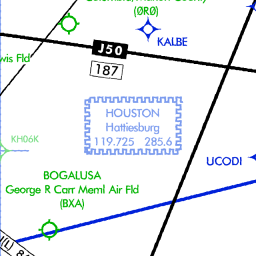 (0R0)
KALBE
wis Fld
J50
187
HOUSTON
Hattiesburg
119.725 285.6
KH06K
UCODI
BOGALUSA
George R Carr Meml Air Fld
(BXA)